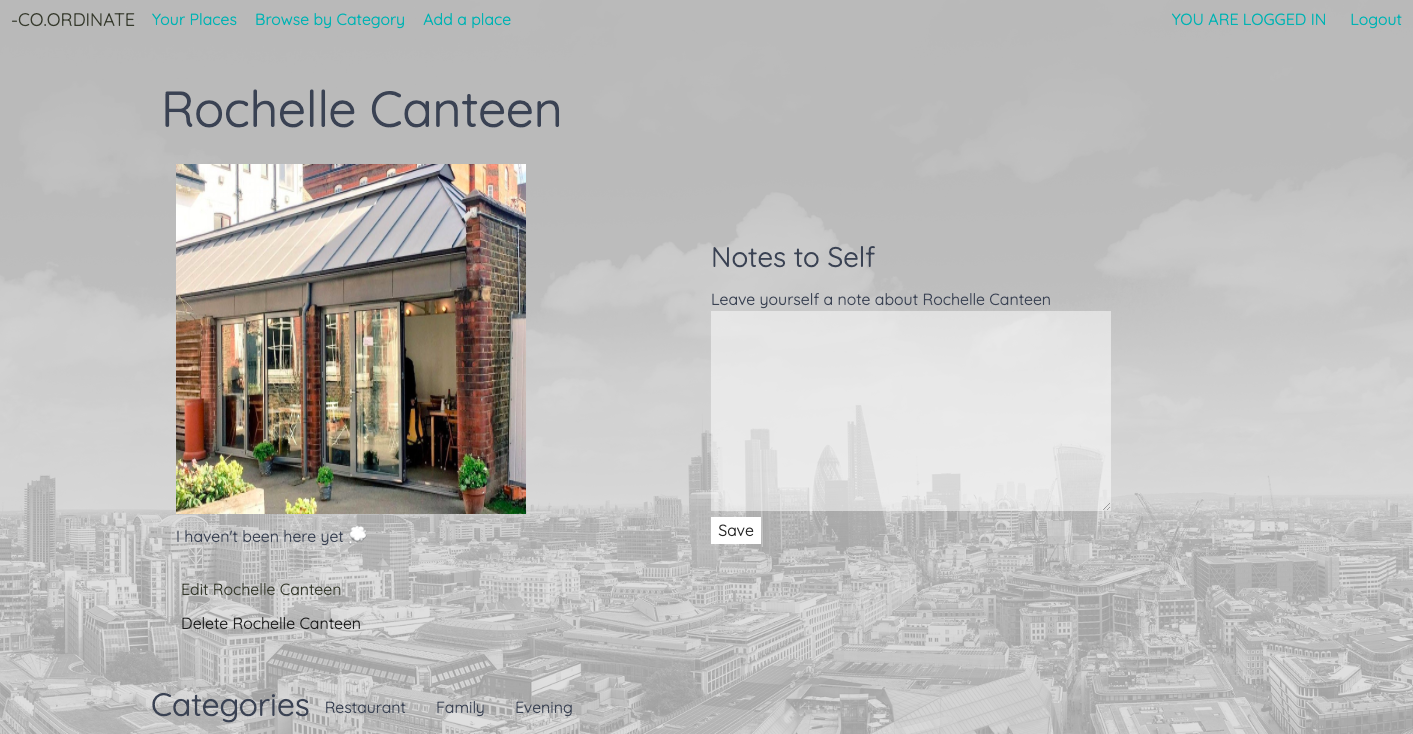 -CO.ORDINATE Your Places Browse by Category Add a place YOU ARE LOGGED IN Logout
Rochelle Canteen
Notes to Self
Leave yourself a note about Rochelle Canteen
Save
I haven't been here yet
Edit Rochelle Canteen
Delete Rochelle Canteen
Categories Restaurant Family Evening